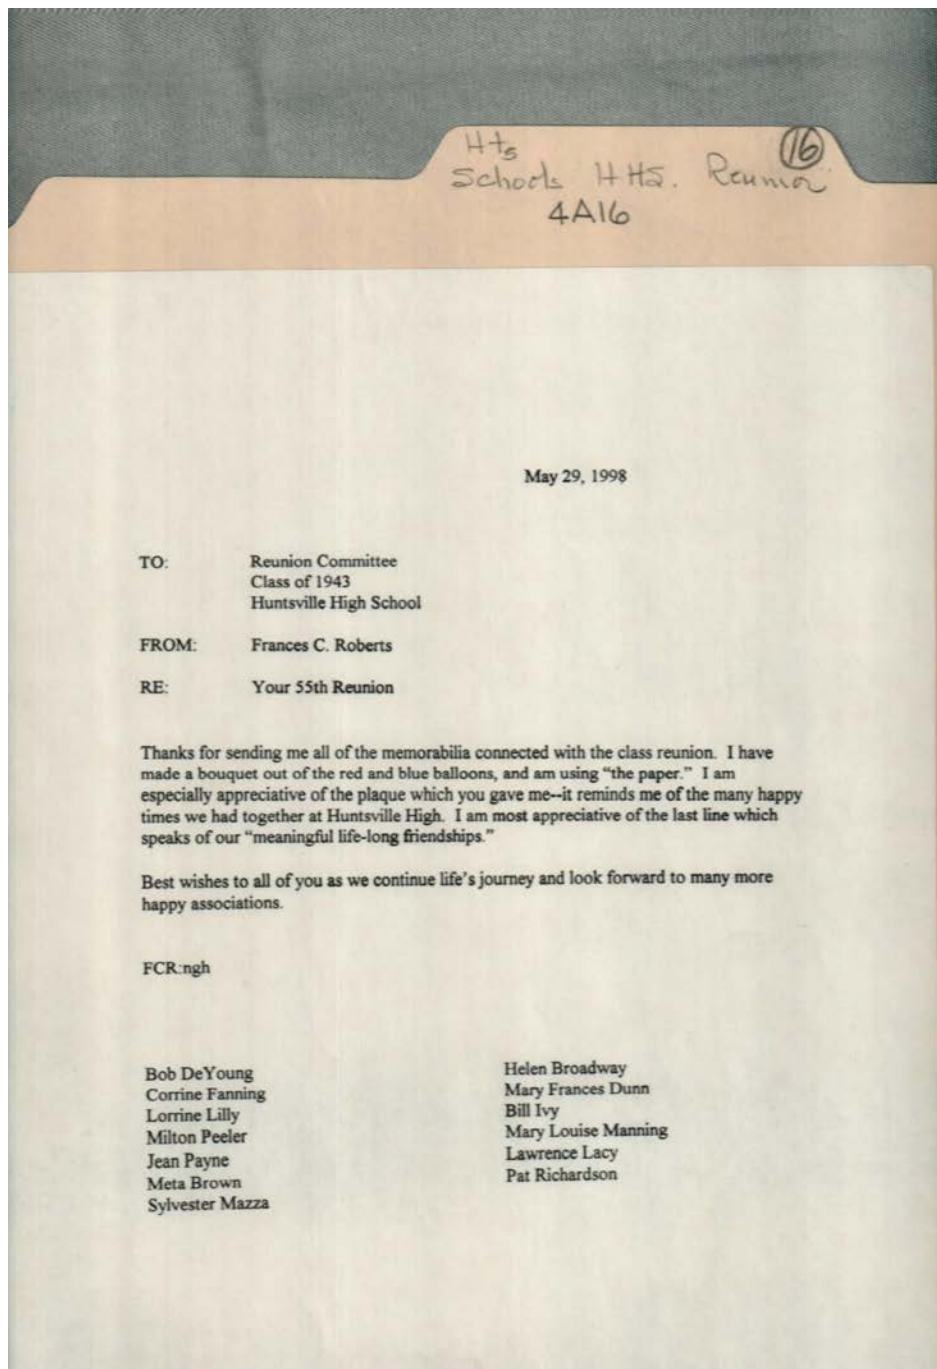 Hts
16
Schools HHS. Reunion
4A16
May 29, 1998
TO: Reunion Committee
Class of 1943
Huntsville High School
FROM: Frances C. Roberts
RE: Your 55th Reunion
Thanks for sending me all of the memorabilia connected with the class reunion. I have
made a bouquet out of the red and blue balloons, and am using “the paper.” I am
especially appreciative of the plaque which you gave me--it reminds me of the many happy
times we had together at Huntsville High. I am most appreciative of the last line which
speaks of our “meaningful life-long friendships.”
Best wishes to all of you as we continue life’s journey and look forward to many more
happy associations.
FCR:ngh
Bob DeYoung
Corrine Fanning
Lorrine Lilly
Milton Peeler
Jean Payne
Meta Brown
Sylvester Mazza
Helen Broadway
Mary Frances Dunn
Bill Ivy
Mary Louise Manning
Lawrence Lacy
Pat Richardson